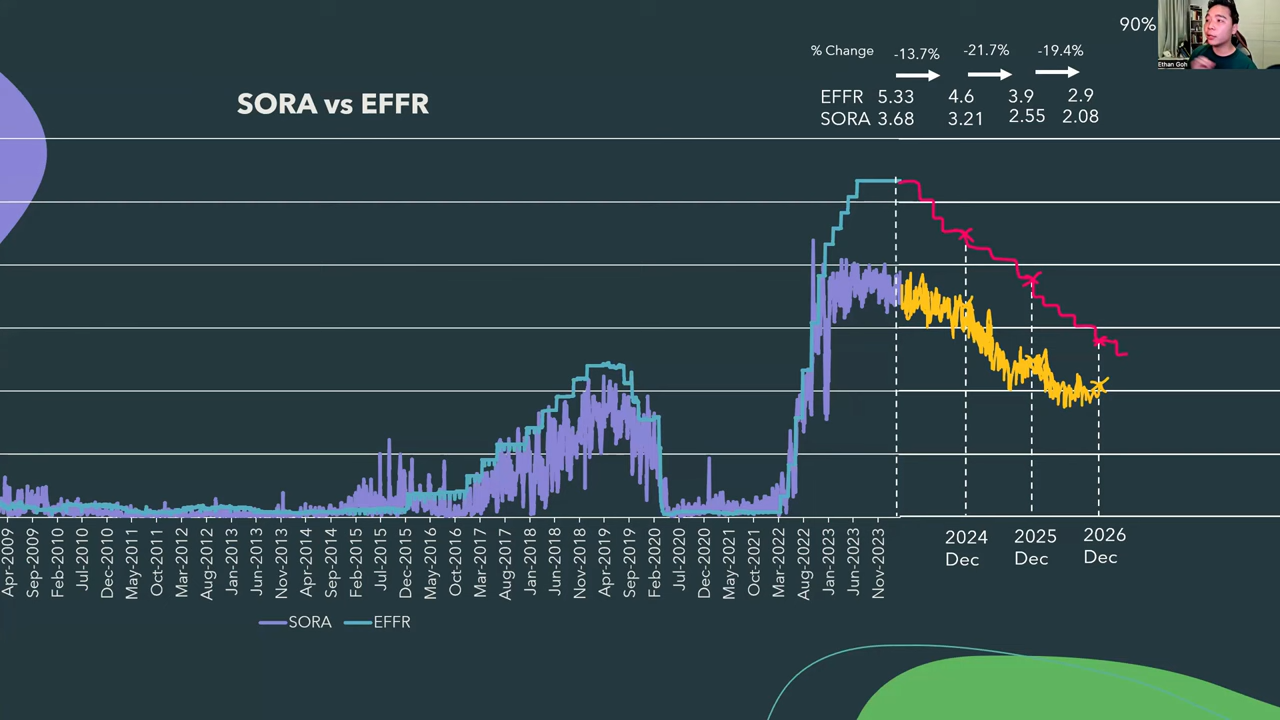 90%
Ethan Goh
% Change -13.7% -21.7% -19.4%
SORA vs EFFR
EFFR 5.33 4.6 3.9 2.9
SORA 3.68 3.21 2.55 2.08
Apr-2009 Sep-2009 Feb-2010 Jul-2010 Dec-2010 May-2011 Oct-2011 Mar-2012 Aug-2012 Jan-2013 Jun-2013 Nov-2013 Apr-2014 Sep-2014 Feb-2015 Jul-2015 Dec-2015 May-2016 Oct-2016 Mar-2017 Aug-2017 Jan-2018 Jun-2018 Nov-2018 Apr-2019 Sep-2019 Feb-2020 Jul-2020 Dec-2020 May-2021 Oct-2021 Mar-2022 Aug-2022 Jan-2023 Jun-2023 Nov-2023
2024 2025 2026
Dec Dec Dec
SORA EFFR